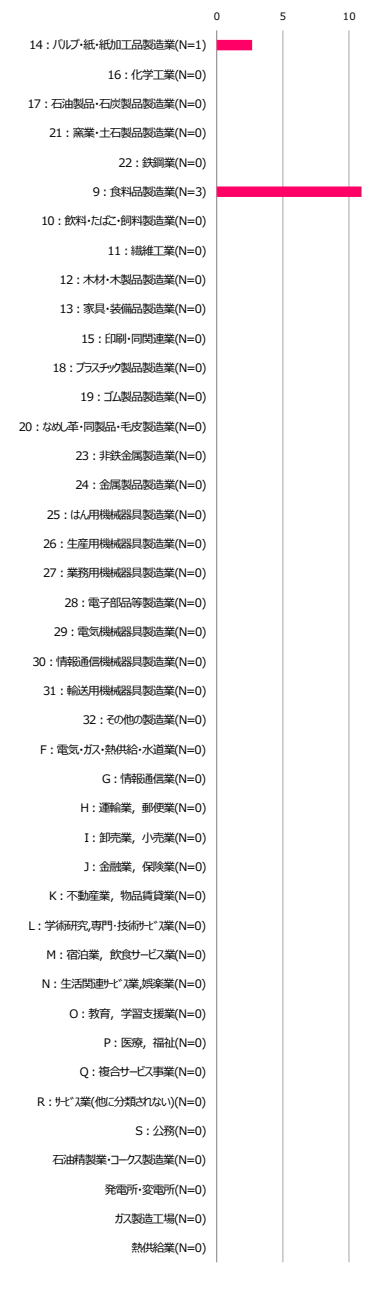 0 5 10
14：パルプ・紙・紙加工品製造業(N=1)
16：化学工業(N=0)
17：石油製品・石炭製品製造業(N=0)
21：窯業・土石製品製造業(N=0)
22：鉄鋼業(N=0)
9：食料品製造業(N=3)
10：飲料・たばこ・飼料製造業(N=0)
11：繊維工業(N=0)
12：木材・木製品製造業(N=0)
13：家具・装備品製造業(N=0)
15：印刷・同関連業(N=0)
18：プラスチック製品製造業(N=0)
19：ゴム製品製造業(N=0)
20：なめし革・同製品・毛皮製造業(N=0)
23：非鉄金属製造業(N=0)
24：金属製品製造業(N=0)
25：はん用機械器具製造業(N=0)
26：生産用機械器具製造業(N=0)
27：業務用機械器具製造業(N=0)
28：電子部品等製造業(N=0)
29：電気機械器具製造業(N=0)
30：情報通信機械器具製造業(N=0)
31：輸送用機械器具製造業(N=0)
32：その他の製造業(N=0)
F：電気・ガス・熱供給・水道業(N=0)
G：情報通信業(N=0)
H：運輸業，郵便業(N=0)
I：卸売業，小売業(N=0)
J：金融業，保険業(N=0)
K：不動産業，物品賃貸業(N=0)
L：学術研究,専門・技術ｻｰﾋﾞｽ業(N=0)
M：宿泊業，飲食サービス業(N=0)
N：生活関連ｻｰﾋﾞｽ業,娯楽業(N=0)
O：教育，学習支援業(N=0)
P：医療，福祉(N=0)
Q：複合サービス事業(N=0)
R：ｻｰﾋﾞｽ業(他に分類されない)(N=0)
S：公務(N=0)
石油精製業・コークス製造業(N=0)
発電所・変電所(N=0)
ガス製造工場(N=0)
熱供給業(N=0)